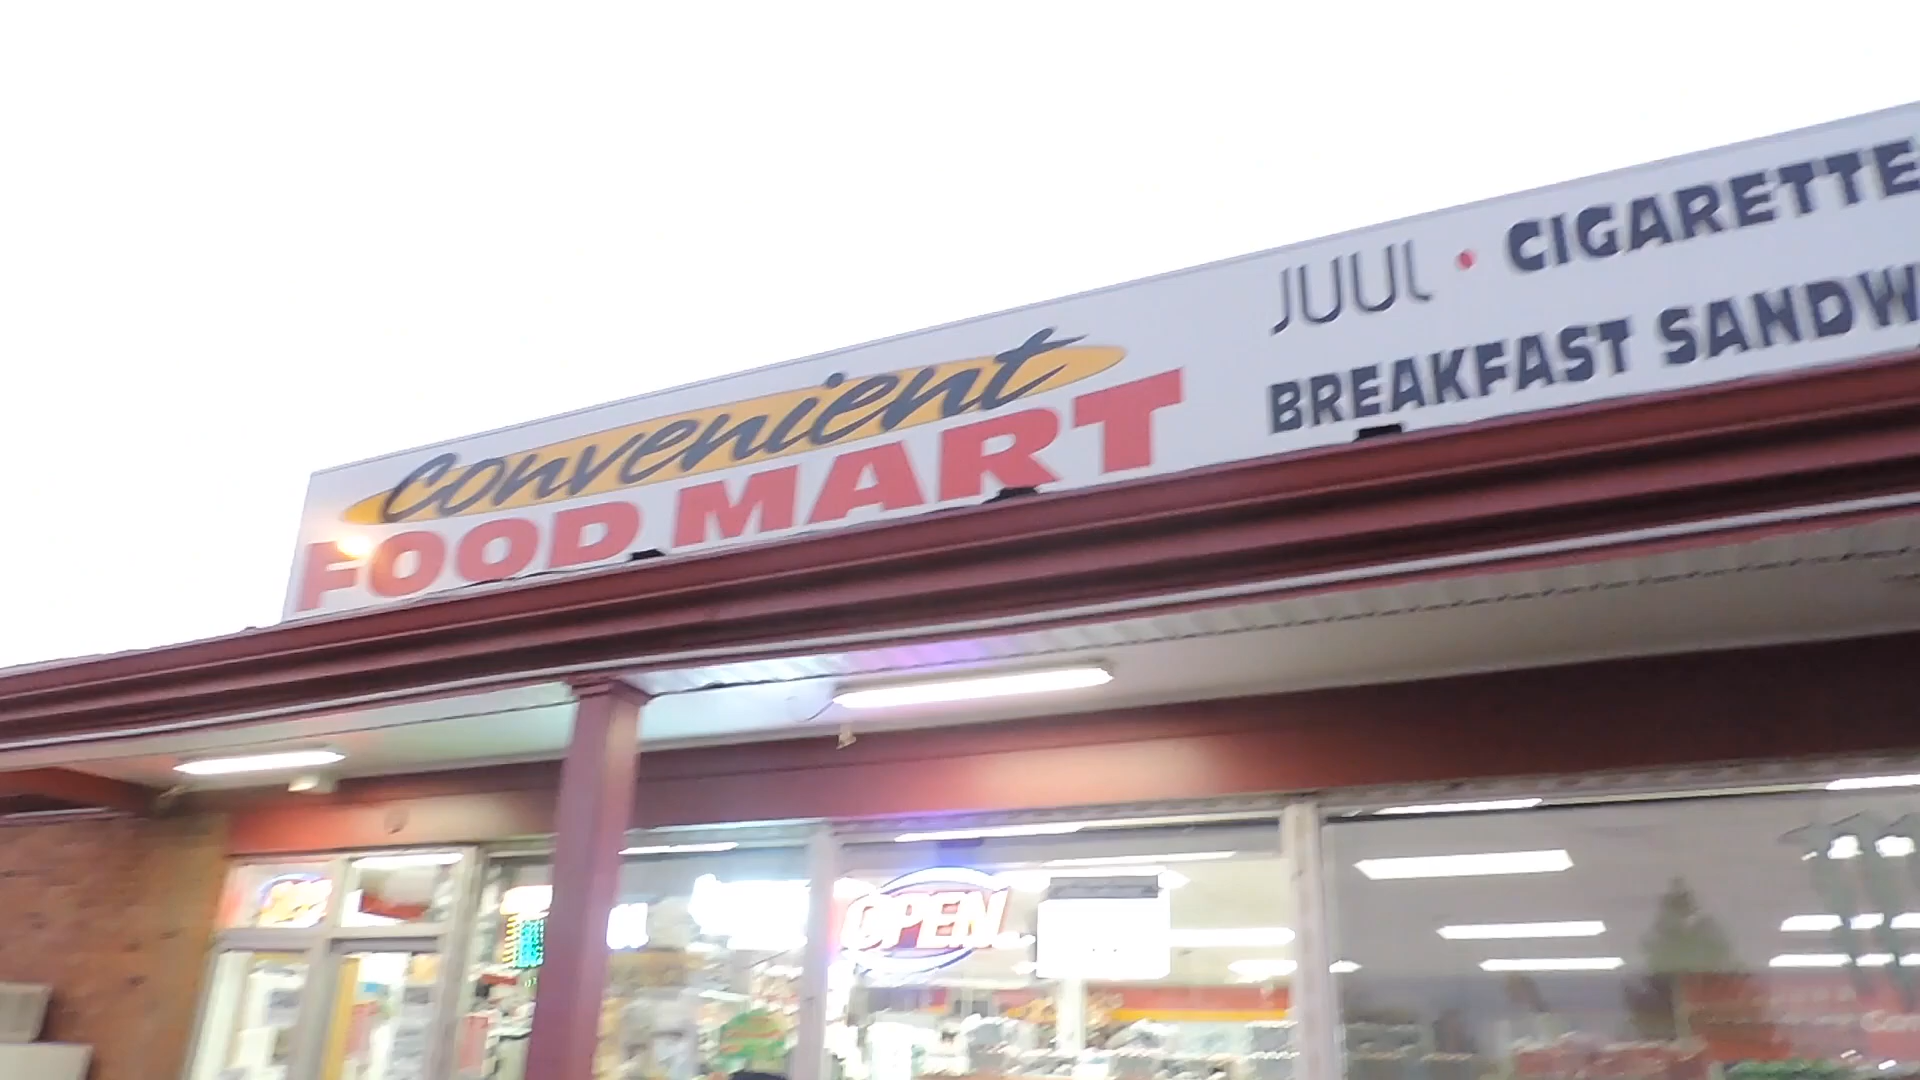 Convenient
FOOD MART
JUUL • CIGARETTE
BREAKFAST SANDW
OPEN